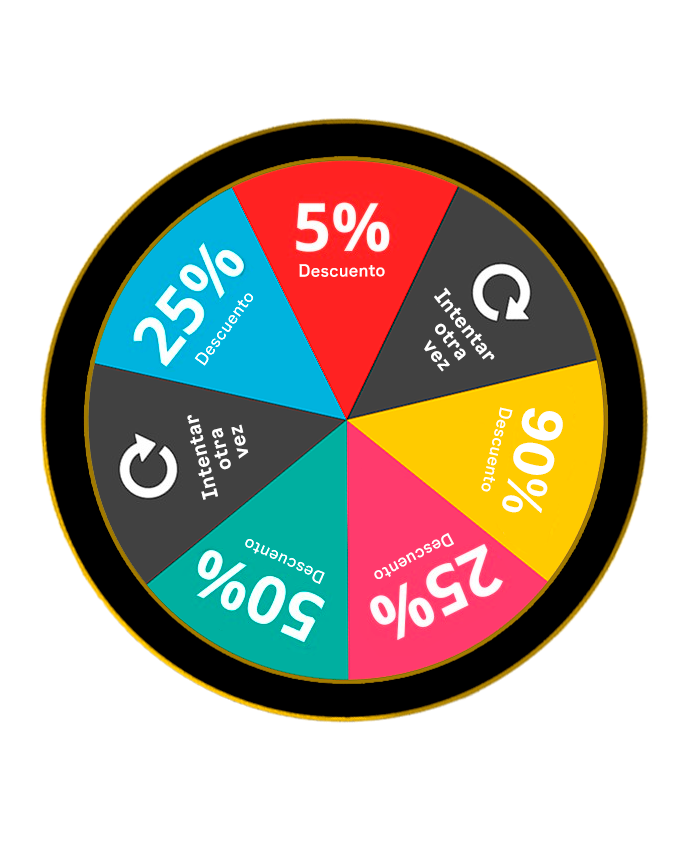 5%
Descuento
Intentar
otra
vez
90%
Descuento
25%
Descuento
50%
Descuento
Intentar
otra
vez
25%
Descuento